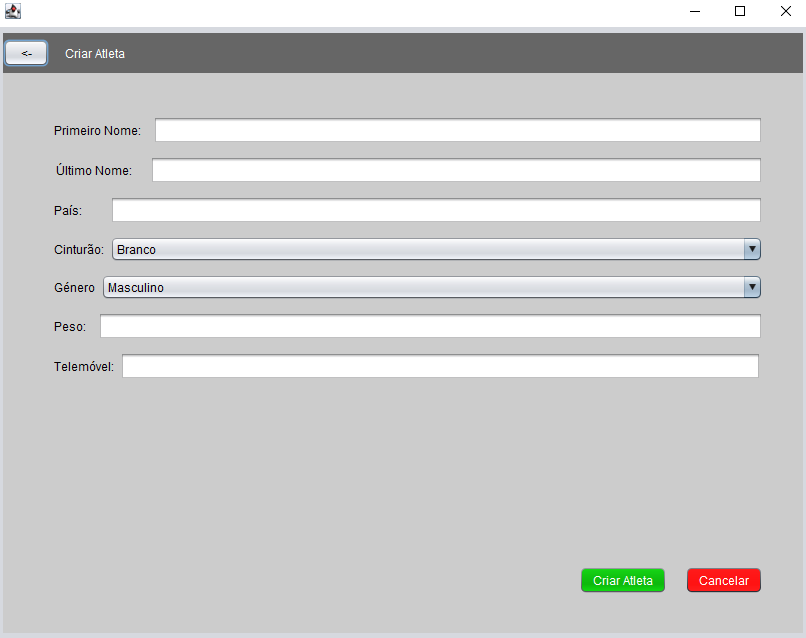 <- Criar Atleta
Primeiro Nome:
Último Nome:
País:
Cinturão: Branco
Género Masculino
Peso:
Telemóvel:
Criar Atleta Cancelar